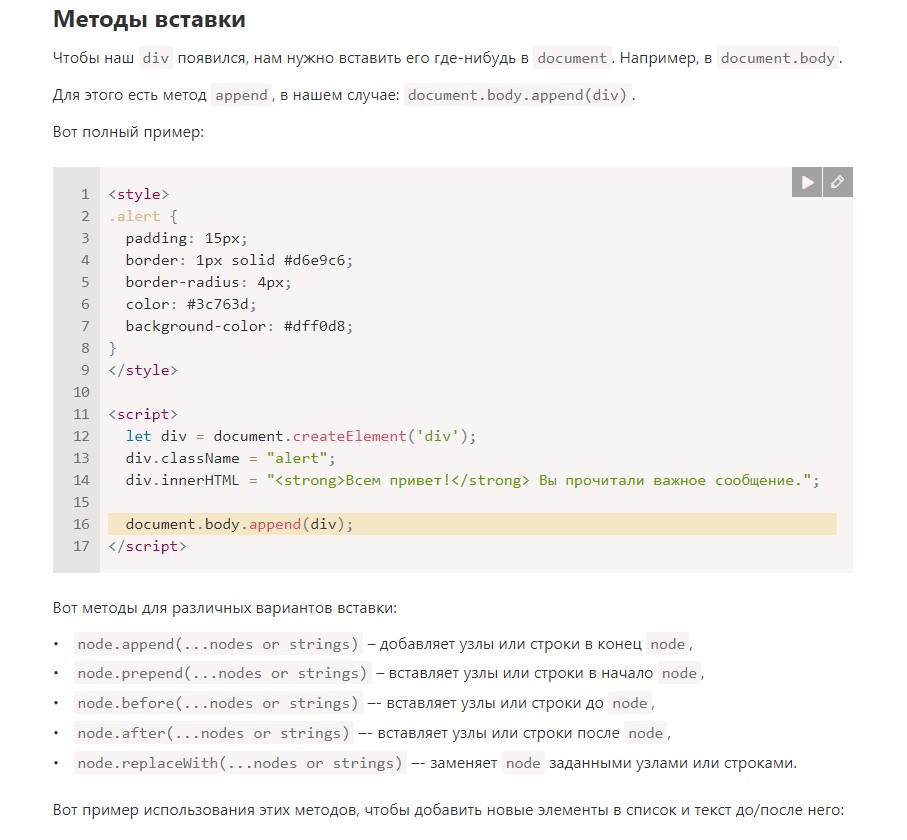 Методы вставки
Чтобы наш div появился, нам нужно вставить его где-нибудь в document. Например, в document.body.
Для этого есть метод append, в нашем случае: document.body.append(div).
Вот полный пример:
1 <style>
2 .alert {
3   padding: 15px;
4   border: 1px solid #d6e9c6;
5   border-radius: 4px;
6   color: #3c763d;
7   background-color: #dff0d8;
8 }
9 </style>
10
11 <script>
12   let div = document.createElement('div');
13   div.className = "alert";
14   div.innerHTML = "<strong>Всем привет!</strong> Вы прочитали важное сообщение.";
15
16   document.body.append(div);
17 </script>
Вот методы для различных вариантов вставки:
• node.append(...nodes or strings) – добавляет узлы или строки в конец node,
• node.prepend(...nodes or strings) – вставляет узлы или строки в начало node,
• node.before(...nodes or strings) –- вставляет узлы или строки до node,
• node.after(...nodes or strings) –- вставляет узлы или строки после node,
• node.replaceWith(...nodes or strings) –- заменяет node заданными узлами или строками.
Вот пример использования этих методов, чтобы добавить новые элементы в список и текст до/после него: